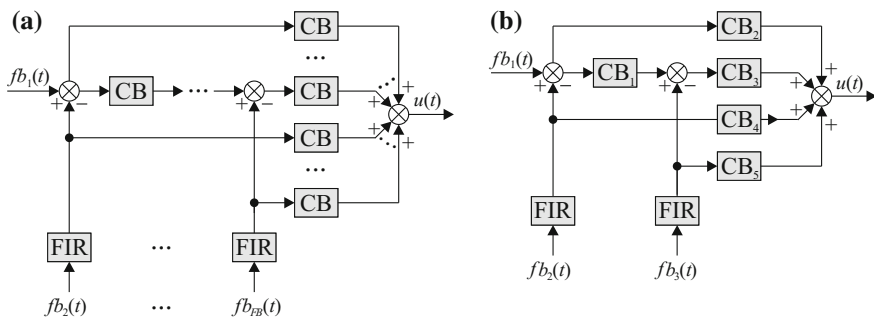 (a)
CB
...
fb₁(t)
+
−
CB
...
+
−
CB
+
+
+
+
u(t)
CB
...
CB
FIR
...
FIR
fb₂(t)
...
fb_FB(t)
(b)
CB₂
fb₁(t)
+
−
CB₁
+
−
CB₃
+
+
+
+
u(t)
CB₄
CB₅
FIR
FIR
fb₂(t)
fb₃(t)